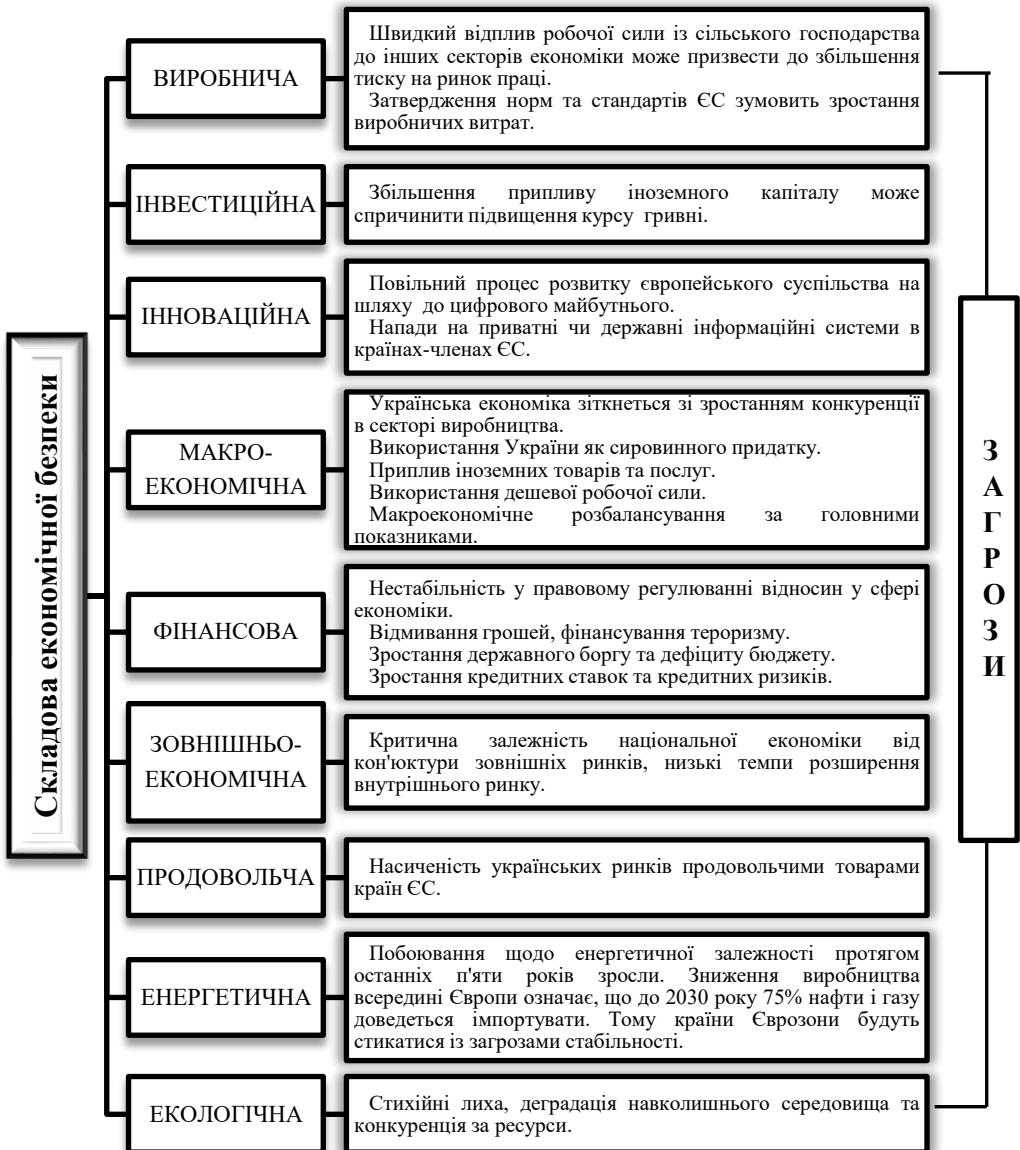 Складова економічної безпеки
ВИРОБНИЧА
Швидкий відплив робочої сили із сільського господарства
до інших секторів економіки може призвести до збільшення
тиску на ринок праці.
Затвердження норм та стандартів ЄС зумовить зростання
виробничих витрат.
ІНВЕСТИЦІЙНА
Збільшення припливу іноземного капіталу може
спричинити підвищення курсу гривні.
ІННОВАЦІЙНА
Повільний процес розвитку європейського суспільства на
шляху до цифрового майбутнього.
Напади на приватні чи державні інформаційні системи в
країнах-членах ЄС.
МАКРО-
ЕКОНОМІЧНА
Українська економіка зіткнеться зі зростанням конкуренції
в секторі виробництва.
Використання України як сировинного придатку.
Приплив іноземних товарів та послуг.
Використання дешевої робочої сили.
Макроекономічне розбалансування за головними
показниками.
ФІНАНСОВА
Нестабільність у правовому регулюванні відносин у сфері
економіки.
Відмивання грошей, фінансування тероризму.
Зростання державного боргу та дефіциту бюджету.
Зростання кредитних ставок та кредитних ризиків.
ЗОВНІШНЬО-
ЕКОНОМІЧНА
Критична залежність національної економіки від
кон'юктури зовнішніх ринків, низькі темпи розширення
внутрішнього ринку.
ПРОДОВОЛЬЧА
Насиченість українських ринків продовольчими товарами
країн ЄС.
ЕНЕРГЕТИЧНА
Побоювання щодо енергетичної залежності протягом
останніх п'яти років зросли. Зниження виробництва
всередині Європи означає, що до 2030 року 75% нафти і газу
доведеться імпортувати. Тому країни Єврозони будуть
стикатися із загрозами стабільності.
ЕКОЛОГІЧНА
Стихійні лиха, деградація навколишнього середовища та
конкуренція за ресурси.
З
А
Г
Р
О
З
И